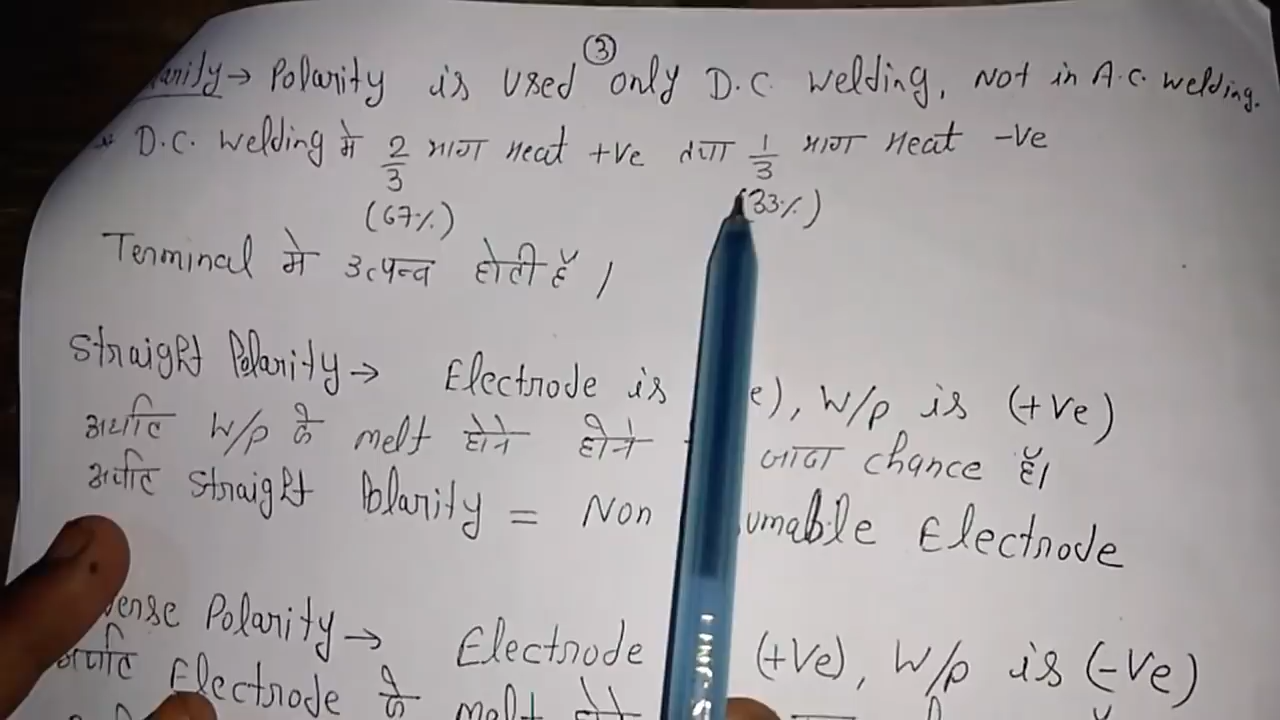 ③
Polarity → Polarity is used only D.C. welding, Not in A.C. welding.
* D.C. welding में 2/3 भाग Heat +ve तथा 1/3 भाग Heat -ve
(67%) (33%)
Terminal में उत्पन्न होती हैं।
Straight Polarity → Electrode is e), W/p is (+ve)
अर्थात W/p के melt होने होने जादा chance हैं।
अर्थात Straight Polarity = Non umable Electrode
verse Polarity → Electrode (+ve), W/p is (-ve)
अर्थात Electrode के melt होने